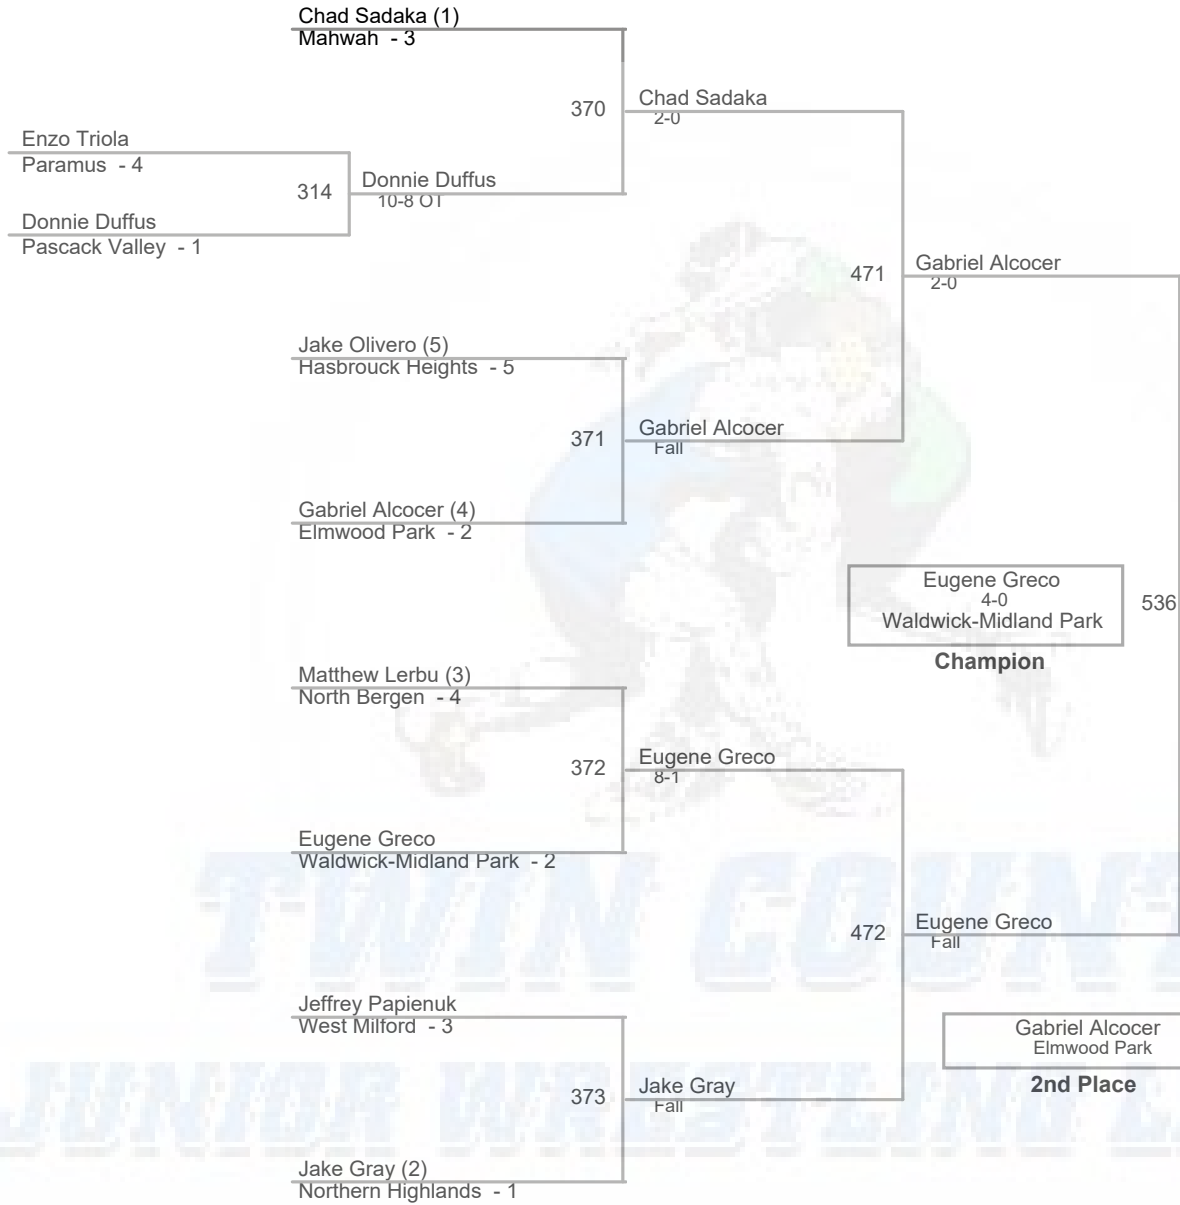 Chad Sadaka (1)
Mahwah - 3
370
Chad Sadaka
2-0
Enzo Triola
Paramus - 4
314
Donnie Duffus
10-8 OT
Donnie Duffus
Pascack Valley - 1
471
Gabriel Alcocer
2-0
Jake Olivero (5)
Hasbrouck Heights - 5
371
Gabriel Alcocer
Fall
Gabriel Alcocer (4)
Elmwood Park - 2
Eugene Greco
4-0
Waldwick-Midland Park
536
Champion
Matthew Lerbu (3)
North Bergen - 4
372
Eugene Greco
8-1
Eugene Greco
Waldwick-Midland Park - 2
TWIN COUNT
472
Eugene Greco
Fall
Jeffrey Papienuk
West Milford - 3
Gabriel Alcocer
Elmwood Park
2nd Place
JUNIOR WRESTLING L
373
Jake Gray
Fall
Jake Gray (2)
Northern Highlands - 1